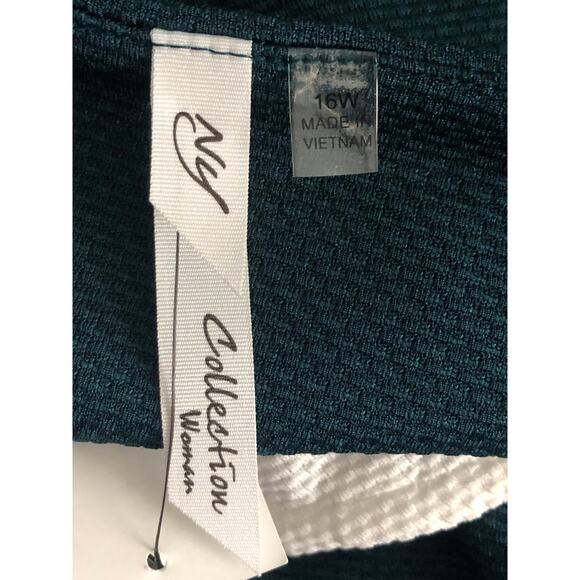 Ny
Collection
Woman
16W
MADE IN
VIETNAM